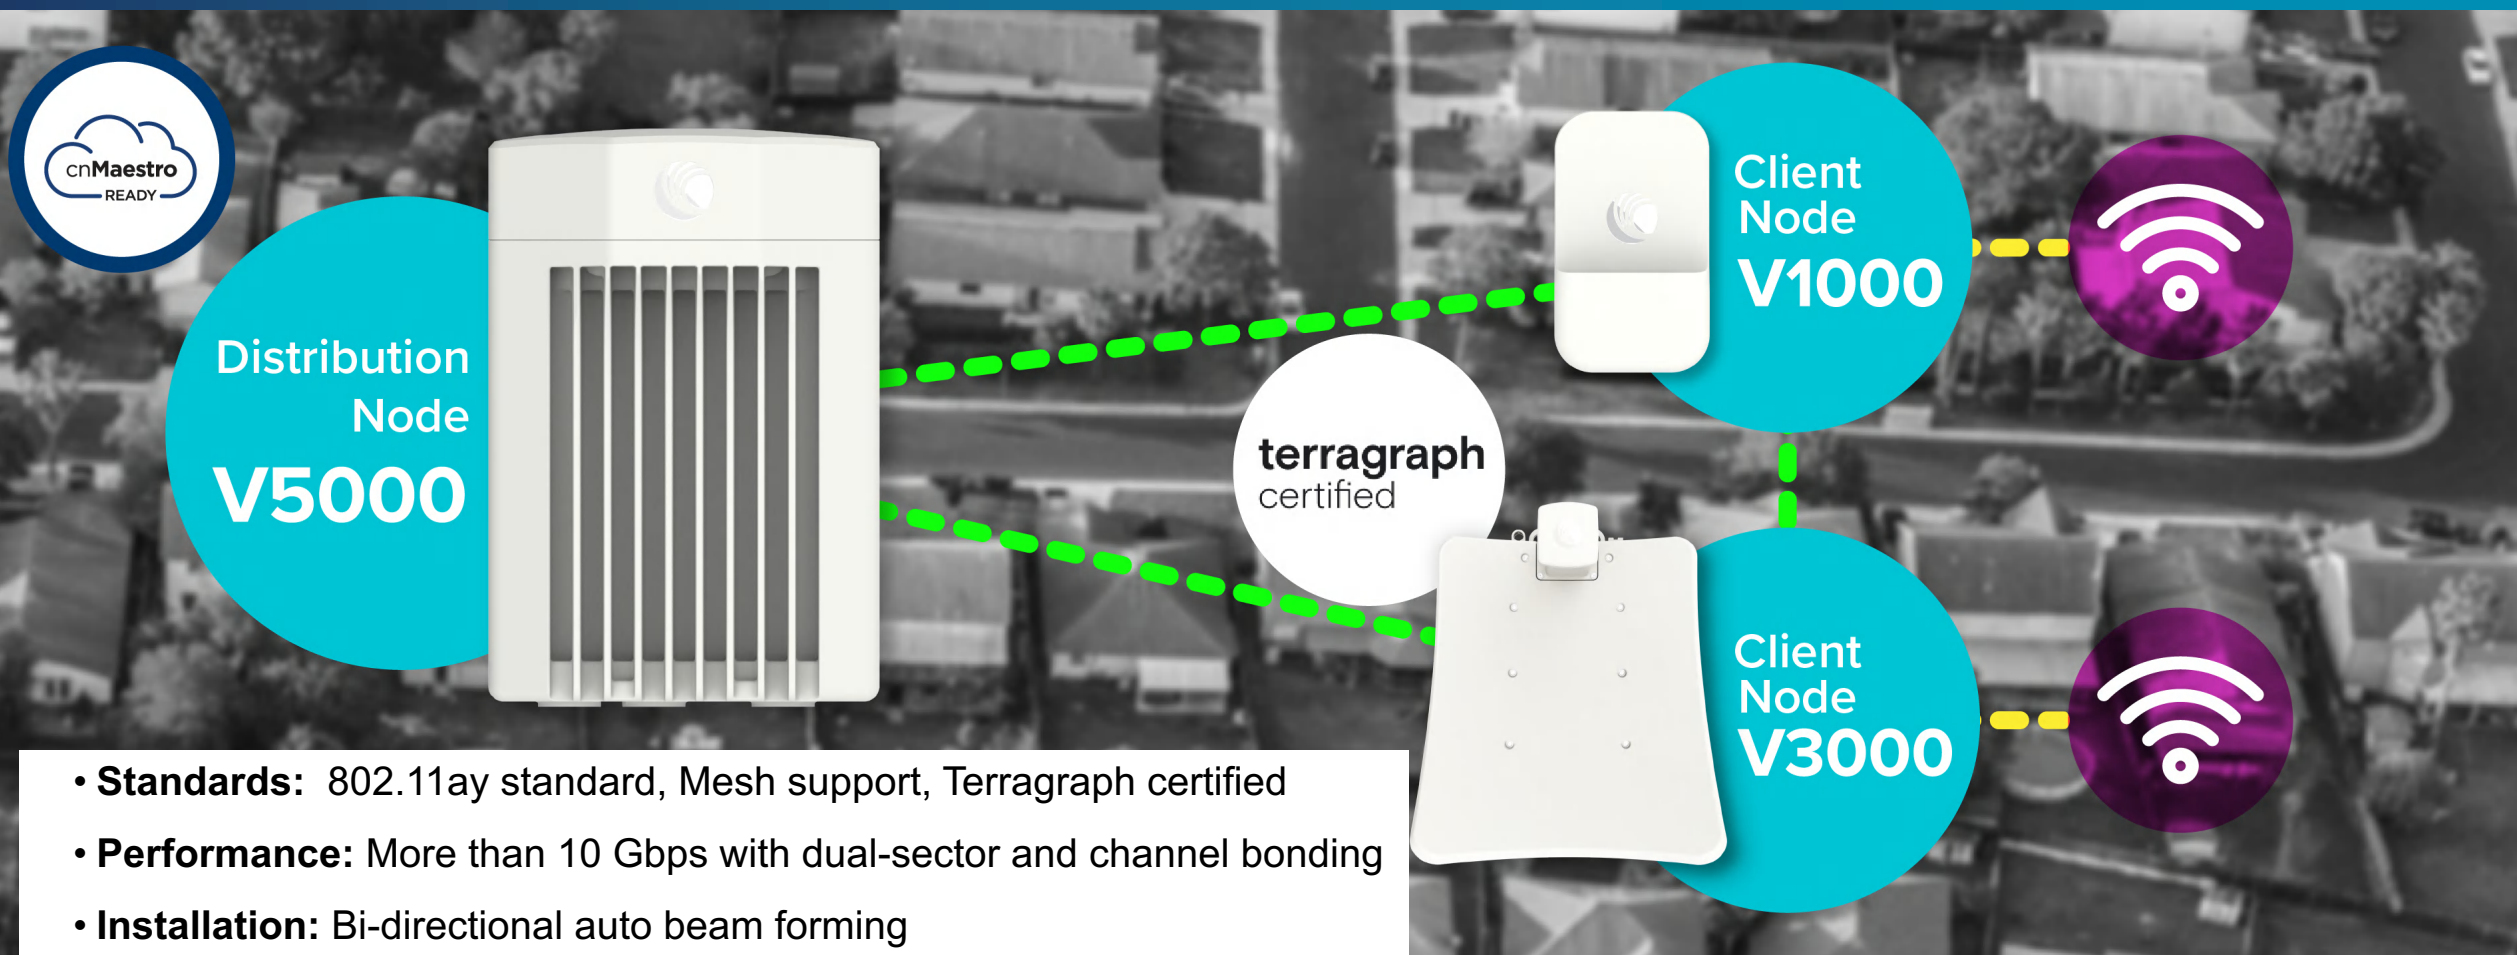 cnMaestro
READY
Distribution
Node
V5000
Client
Node
V1000
terragraph
certified
Client
Node
V3000
• Standards:  802.11ay standard, Mesh support, Terragraph certified
• Performance: More than 10 Gbps with dual-sector and channel bonding
• Installation: Bi-directional auto beam forming